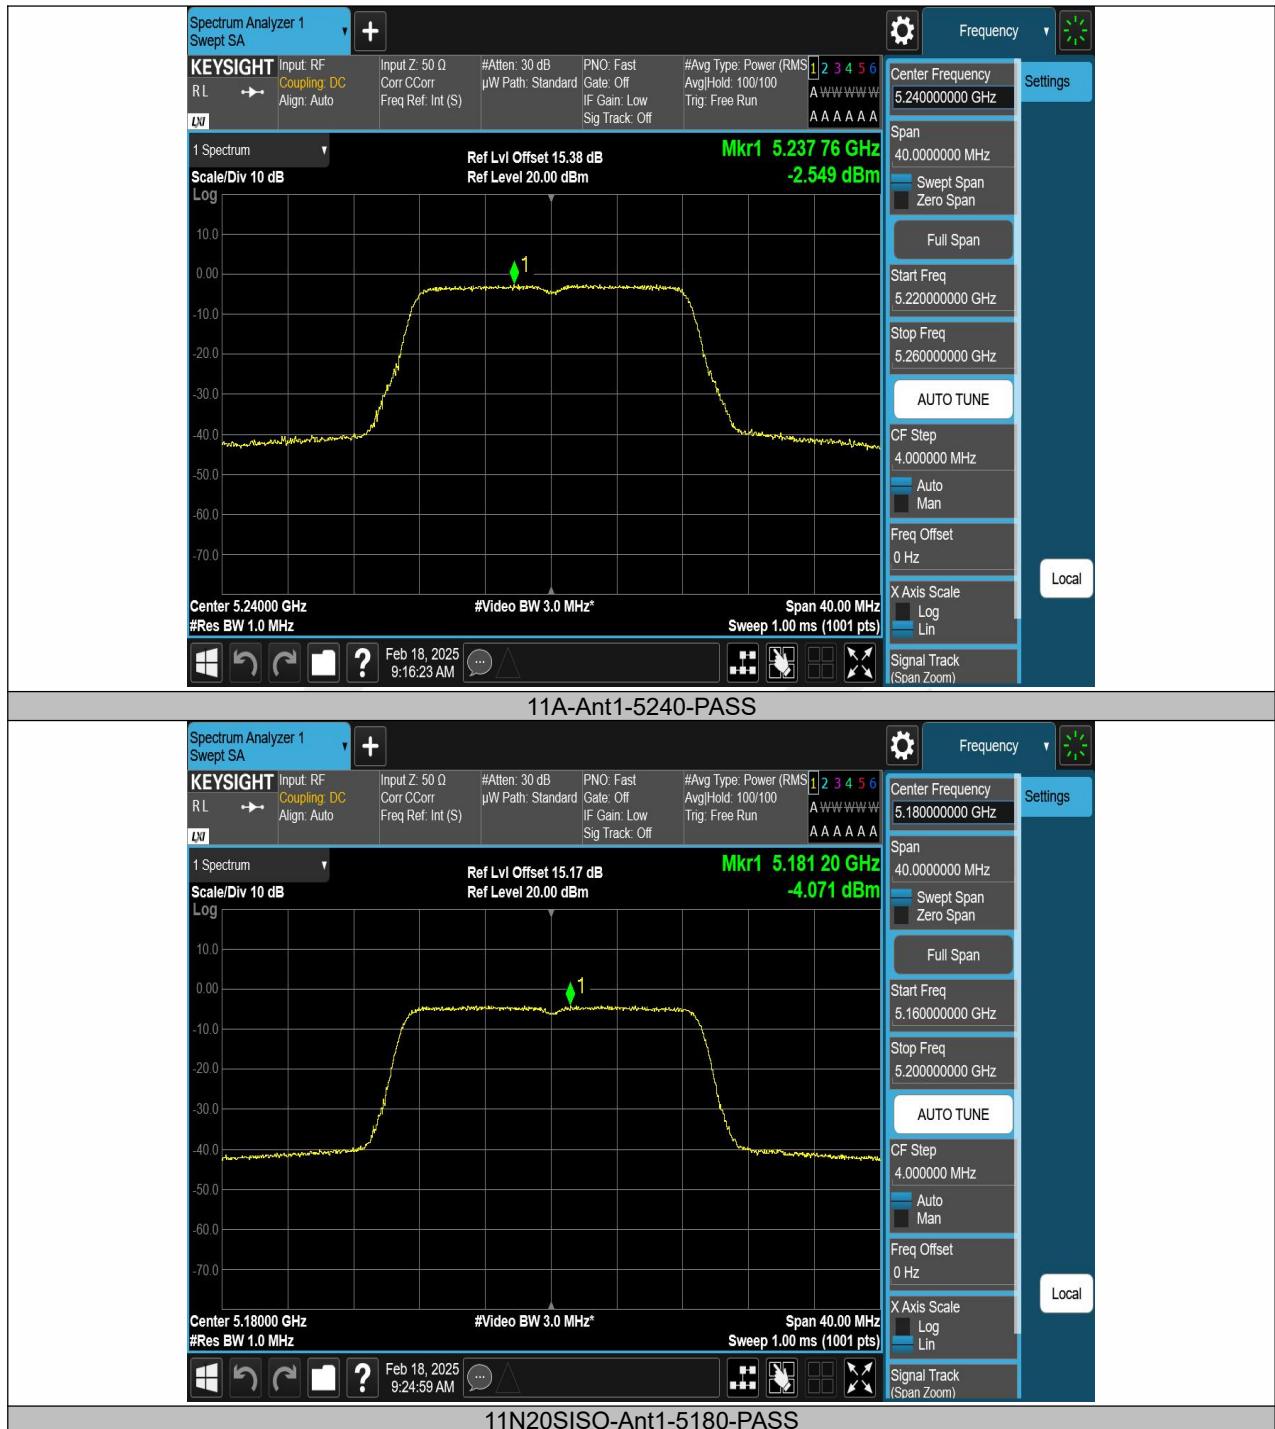 Spectrum Analyzer 1
Swept SA
+
Frequency
KEYSIGHT
R L
LXI
Input: RF
Coupling: DC
Align: Auto
Input Z: 50 Ω
Corr CCorr
Freq Ref: Int (S)
#Atten: 30 dB
µW Path: Standard
PNO: Fast
Gate: Off
IF Gain: Low
Sig Track: Off
#Avg Type: Power (RMS
Avg|Hold: 100/100
Trig: Free Run
1 2 3 4 5 6
A W W W W W
A A A A A A
1 Spectrum
Scale/Div 10 dB
Log
Ref Lvl Offset 15.38 dB
Ref Level 20.00 dBm
Mkr1 5.237 76 GHz
-2.549 dBm
1
10.0
0.00
-10.0
-20.0
-30.0
-40.0
-50.0
-60.0
-70.0
Center 5.24000 GHz
#Res BW 1.0 MHz
#Video BW 3.0 MHz*
Span 40.00 MHz
Sweep 1.00 ms (1001 pts)
Center Frequency
5.240000000 GHz
Settings
Span
40.0000000 MHz
Swept Span
Zero Span
Full Span
Start Freq
5.220000000 GHz
Stop Freq
5.260000000 GHz
AUTO TUNE
CF Step
4.000000 MHz
Auto
Man
Freq Offset
0 Hz
X Axis Scale
Log
Lin
Signal Track
(Span Zoom)
Local
?
Feb 18, 2025
9:16:23 AM
11A-Ant1-5240-PASS
Spectrum Analyzer 1
Swept SA
+
Frequency
KEYSIGHT
R L
LXI
Input: RF
Coupling: DC
Align: Auto
Input Z: 50 Ω
Corr CCorr
Freq Ref: Int (S)
#Atten: 30 dB
µW Path: Standard
PNO: Fast
Gate: Off
IF Gain: Low
Sig Track: Off
#Avg Type: Power (RMS
Avg|Hold: 100/100
Trig: Free Run
1 2 3 4 5 6
A W W W W W
A A A A A A
1 Spectrum
Scale/Div 10 dB
Log
Ref Lvl Offset 15.17 dB
Ref Level 20.00 dBm
Mkr1 5.181 20 GHz
-4.071 dBm
1
10.0
0.00
-10.0
-20.0
-30.0
-40.0
-50.0
-60.0
-70.0
Center 5.18000 GHz
#Res BW 1.0 MHz
#Video BW 3.0 MHz*
Span 40.00 MHz
Sweep 1.00 ms (1001 pts)
Center Frequency
5.180000000 GHz
Settings
Span
40.0000000 MHz
Swept Span
Zero Span
Full Span
Start Freq
5.160000000 GHz
Stop Freq
5.200000000 GHz
AUTO TUNE
CF Step
4.000000 MHz
Auto
Man
Freq Offset
0 Hz
X Axis Scale
Log
Lin
Signal Track
(Span Zoom)
Local
?
Feb 18, 2025
9:24:59 AM
11N20SISO-Ant1-5180-PASS